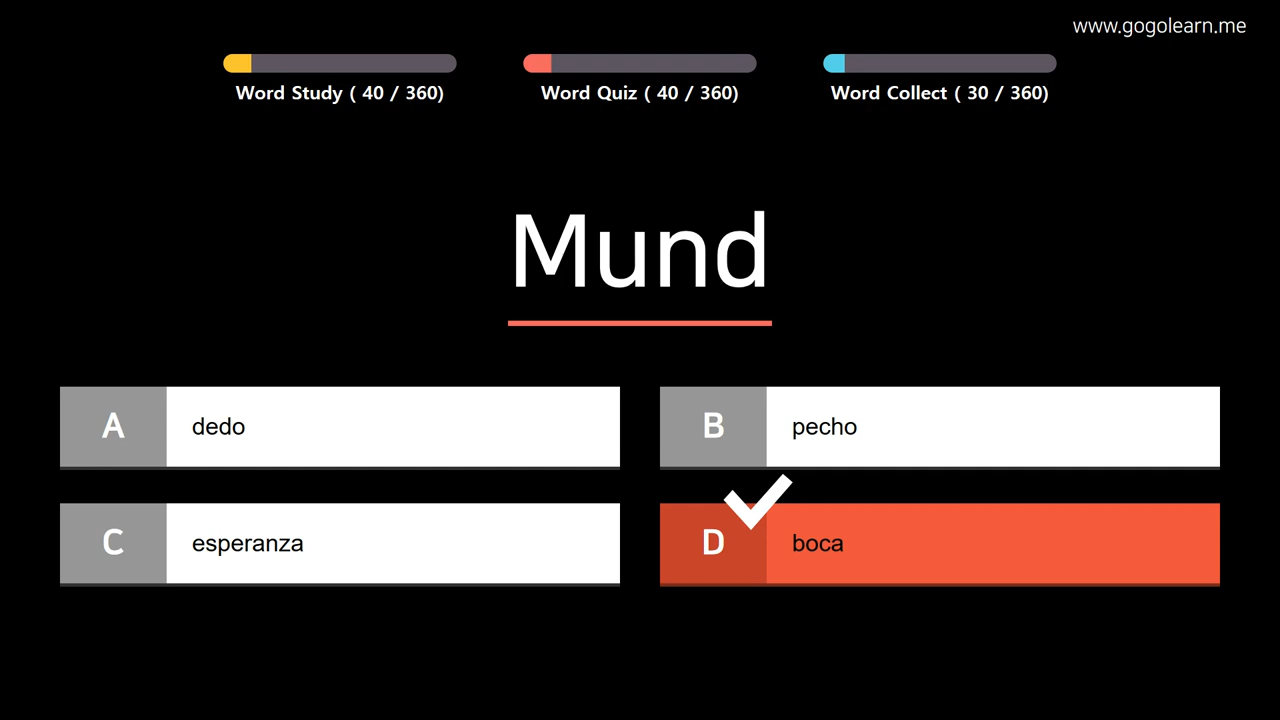 www.gogolearn.me
Word Study ( 40 / 360)
Word Quiz ( 40 / 360)
Word Collect ( 30 / 360)
Mund
A dedo
B pecho
C esperanza
D boca